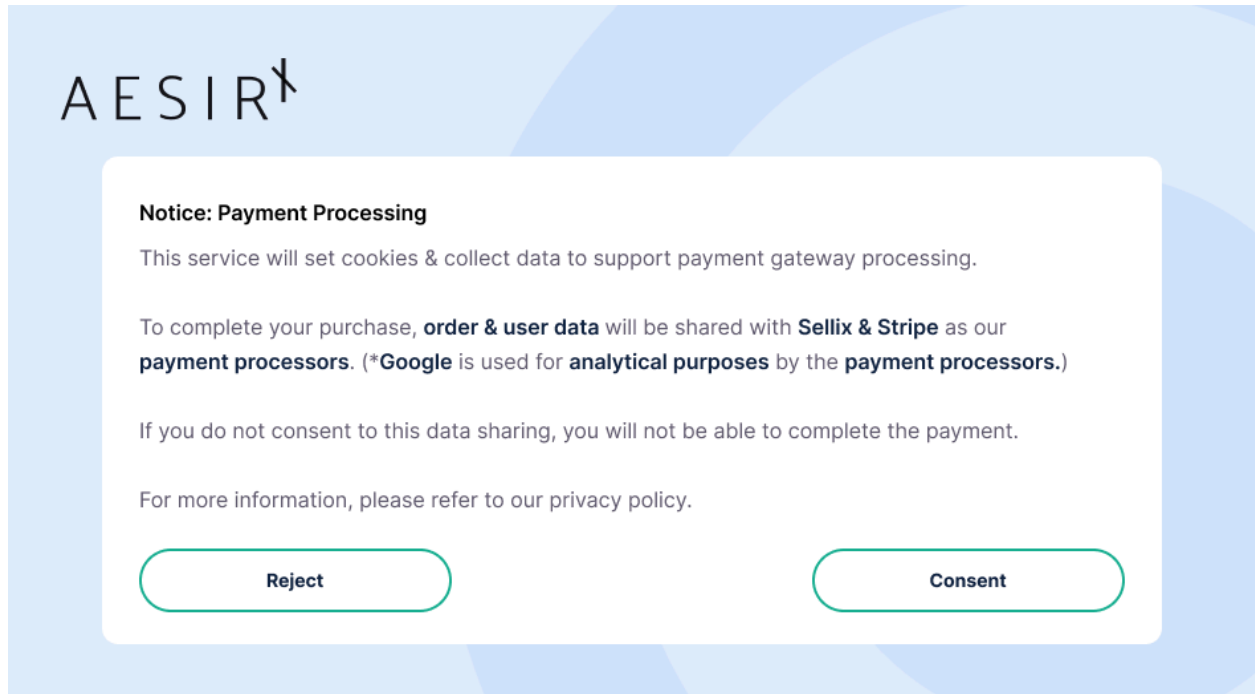 AESIRX
Notice: Payment Processing
This service will set cookies & collect data to support payment gateway processing.
To complete your purchase, order & user data will be shared with Sellix & Stripe as our
payment processors. (*Google is used for analytical purposes by the payment processors.)
If you do not consent to this data sharing, you will not be able to complete the payment.
For more information, please refer to our privacy policy.
Reject
Consent